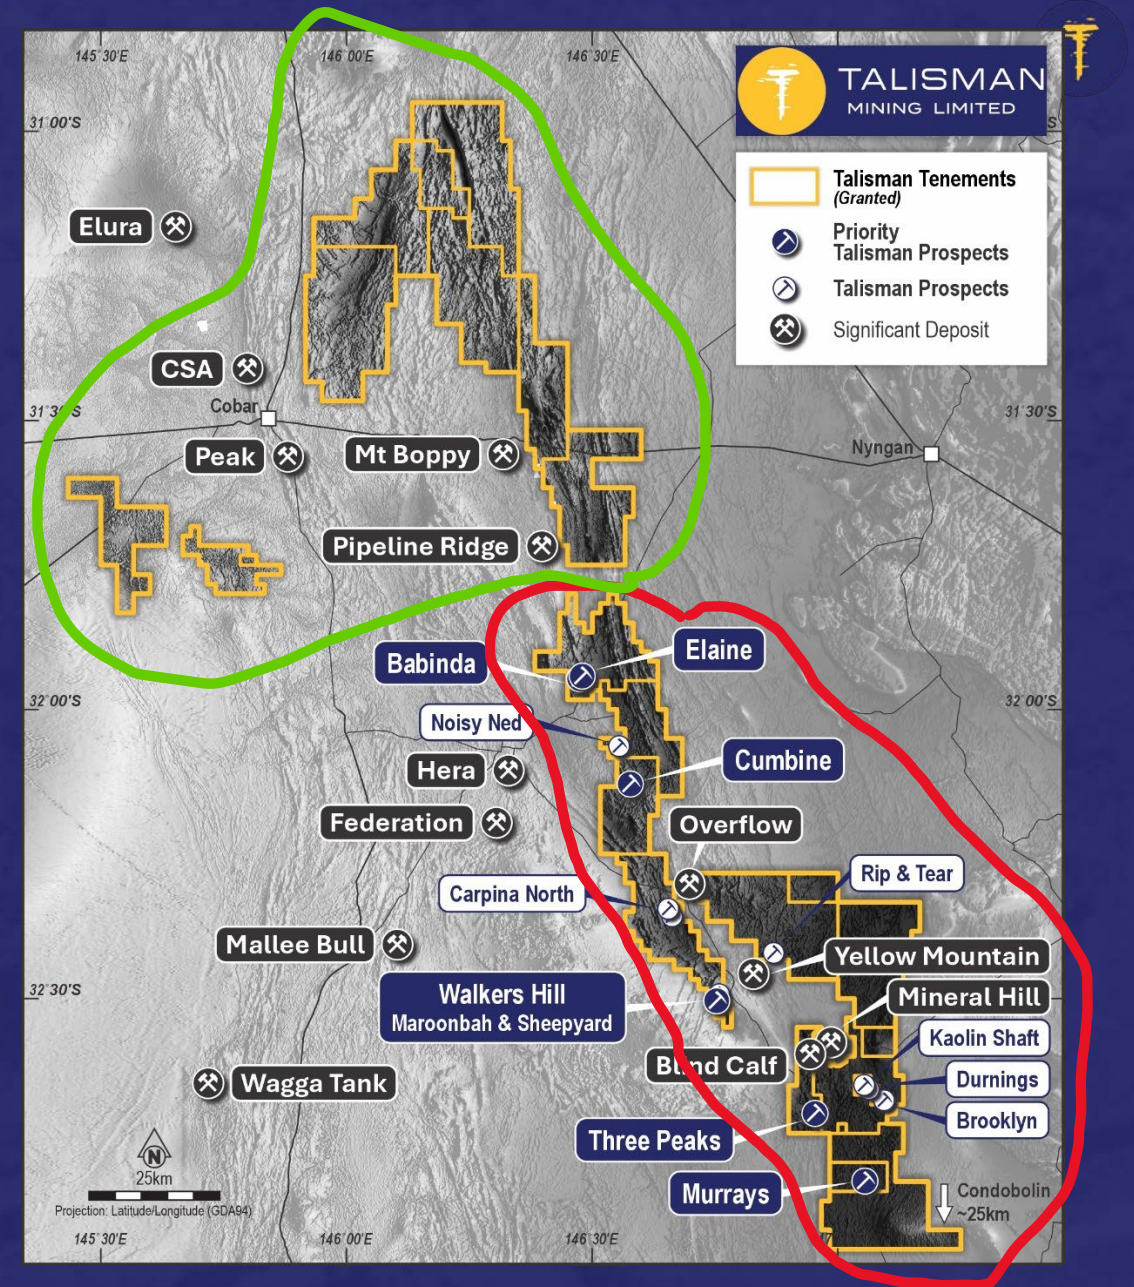 145°30'E
146°00'E
146°30'E
TALISMAN
MINING LIMITED
31°00'S
Talisman Tenements
(Granted)
Elura
Priority
Talisman Prospects
Talisman Prospects
Significant Deposit
CSA
Cobar
31°30'S
31°30'S
Peak
Mt Boppy
Nyngan
Pipeline Ridge
Elaine
Babinda
32°00'S
32°00'S
Noisy Ned
Cumbine
Hera
Federation
Overflow
Rip & Tear
Carpina North
Mallee Bull
Yellow Mountain
32°30'S
Walkers Hill
Maroonbah & Sheepyard
Mineral Hill
Kaolin Shaft
Blind Calf
Wagga Tank
Durnings
Brooklyn
Three Peaks
N
25km
Murrays
Condobolin
~25km
Projection: Latitude/Longitude (GDA94)
145°30'E
146°00'E
146°30'E